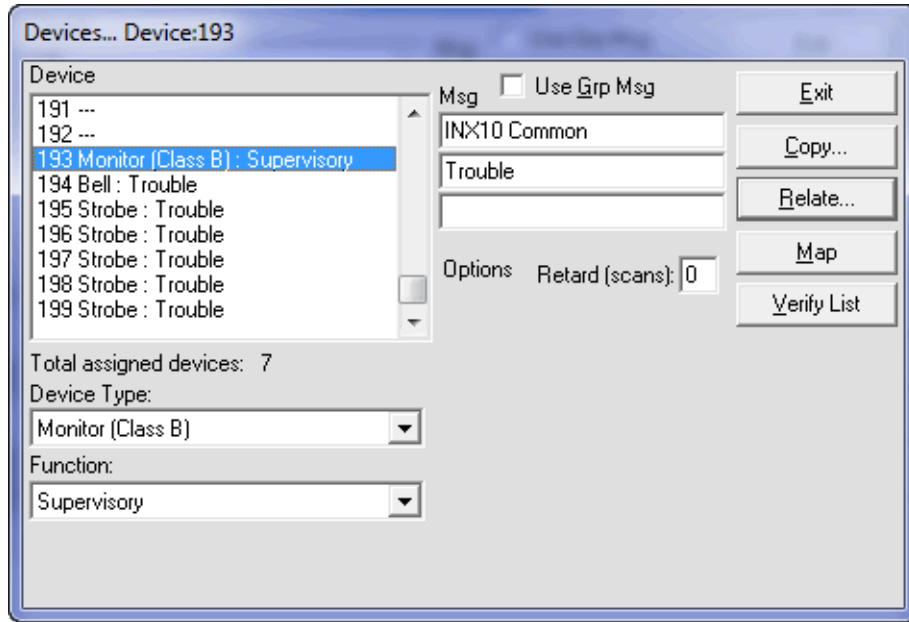 Devices... Device:193
Device
191 ---
192 ---
193 Monitor (Class B) : Supervisory
194 Bell : Trouble
195 Strobe : Trouble
196 Strobe : Trouble
197 Strobe : Trouble
198 Strobe : Trouble
199 Strobe : Trouble
Total assigned devices: 7
Device Type:
Monitor (Class B)
Function:
Supervisory
Msg Use Grp Msg
INX10 Common
Trouble
Options Retard (scans): 0
Exit
Copy...
Relate...
Map
Verify List